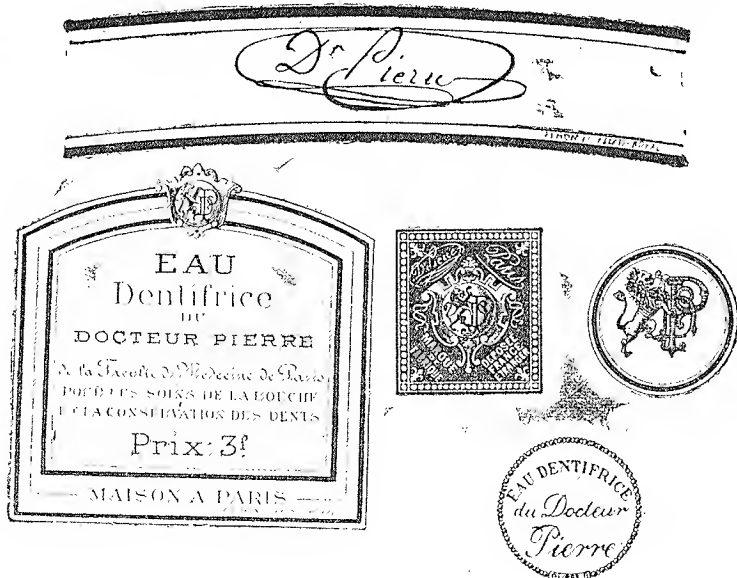 Dr Pierre
EAU
Dentifrice
DU
DOCTEUR PIERRE
de la Faculté de Médecine de Paris
POUR LES SOINS DE LA BOUCHE
ET LA CONSERVATION DES DENTS
Prix: 3f
MAISON A PARIS
EAU DENTIFRICE
du Docteur
Pierre